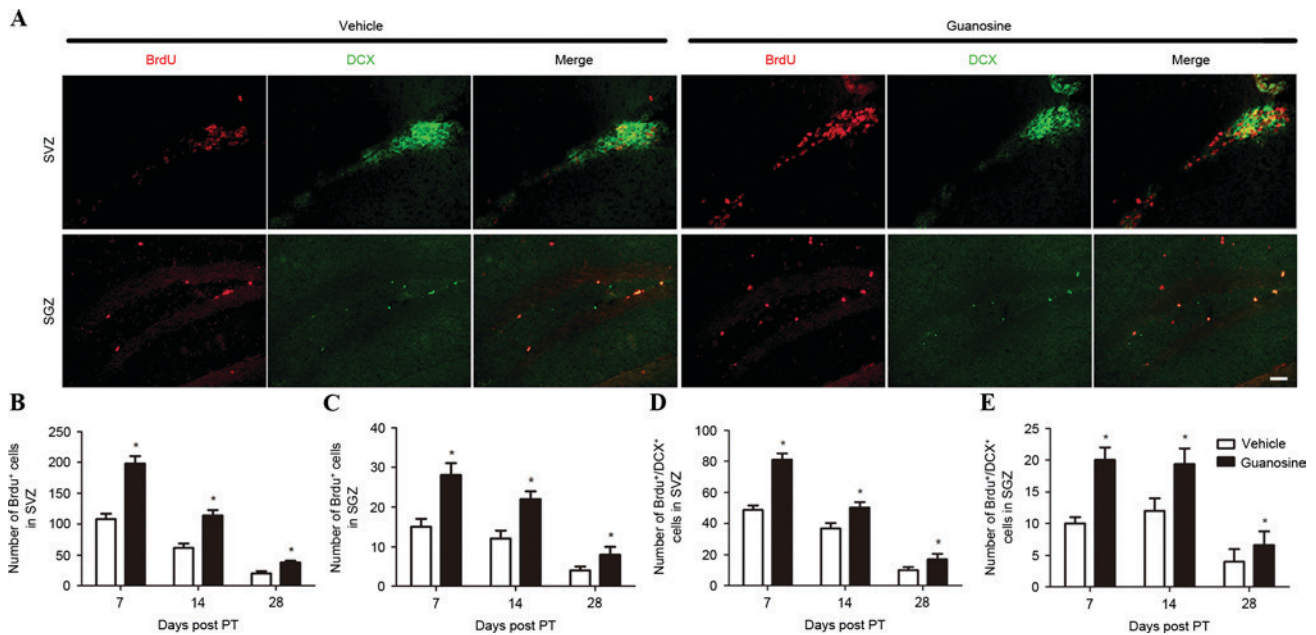 A
Vehicle
Guanosine
BrdU
DCX
Merge
BrdU
DCX
Merge
SVZ
SGZ
B
Number of Brdu⁺ cells
in SVZ
250
200
150
100
50
0
*
*
*
7
14
28
Days post PT
C
Number of Brdu⁺ cells
in SGZ
40
30
20
10
0
*
*
*
7
14
28
Days post PT
D
Number of Brdu⁺/DCX⁺
cells in SVZ
100
80
60
40
20
0
*
*
*
7
14
28
Days post PT
E
Number of Brdu⁺/DCX⁺
cells in SGZ
25
20
15
10
5
0
*
*
*
7
14
28
Days post PT
Vehicle
Guanosine